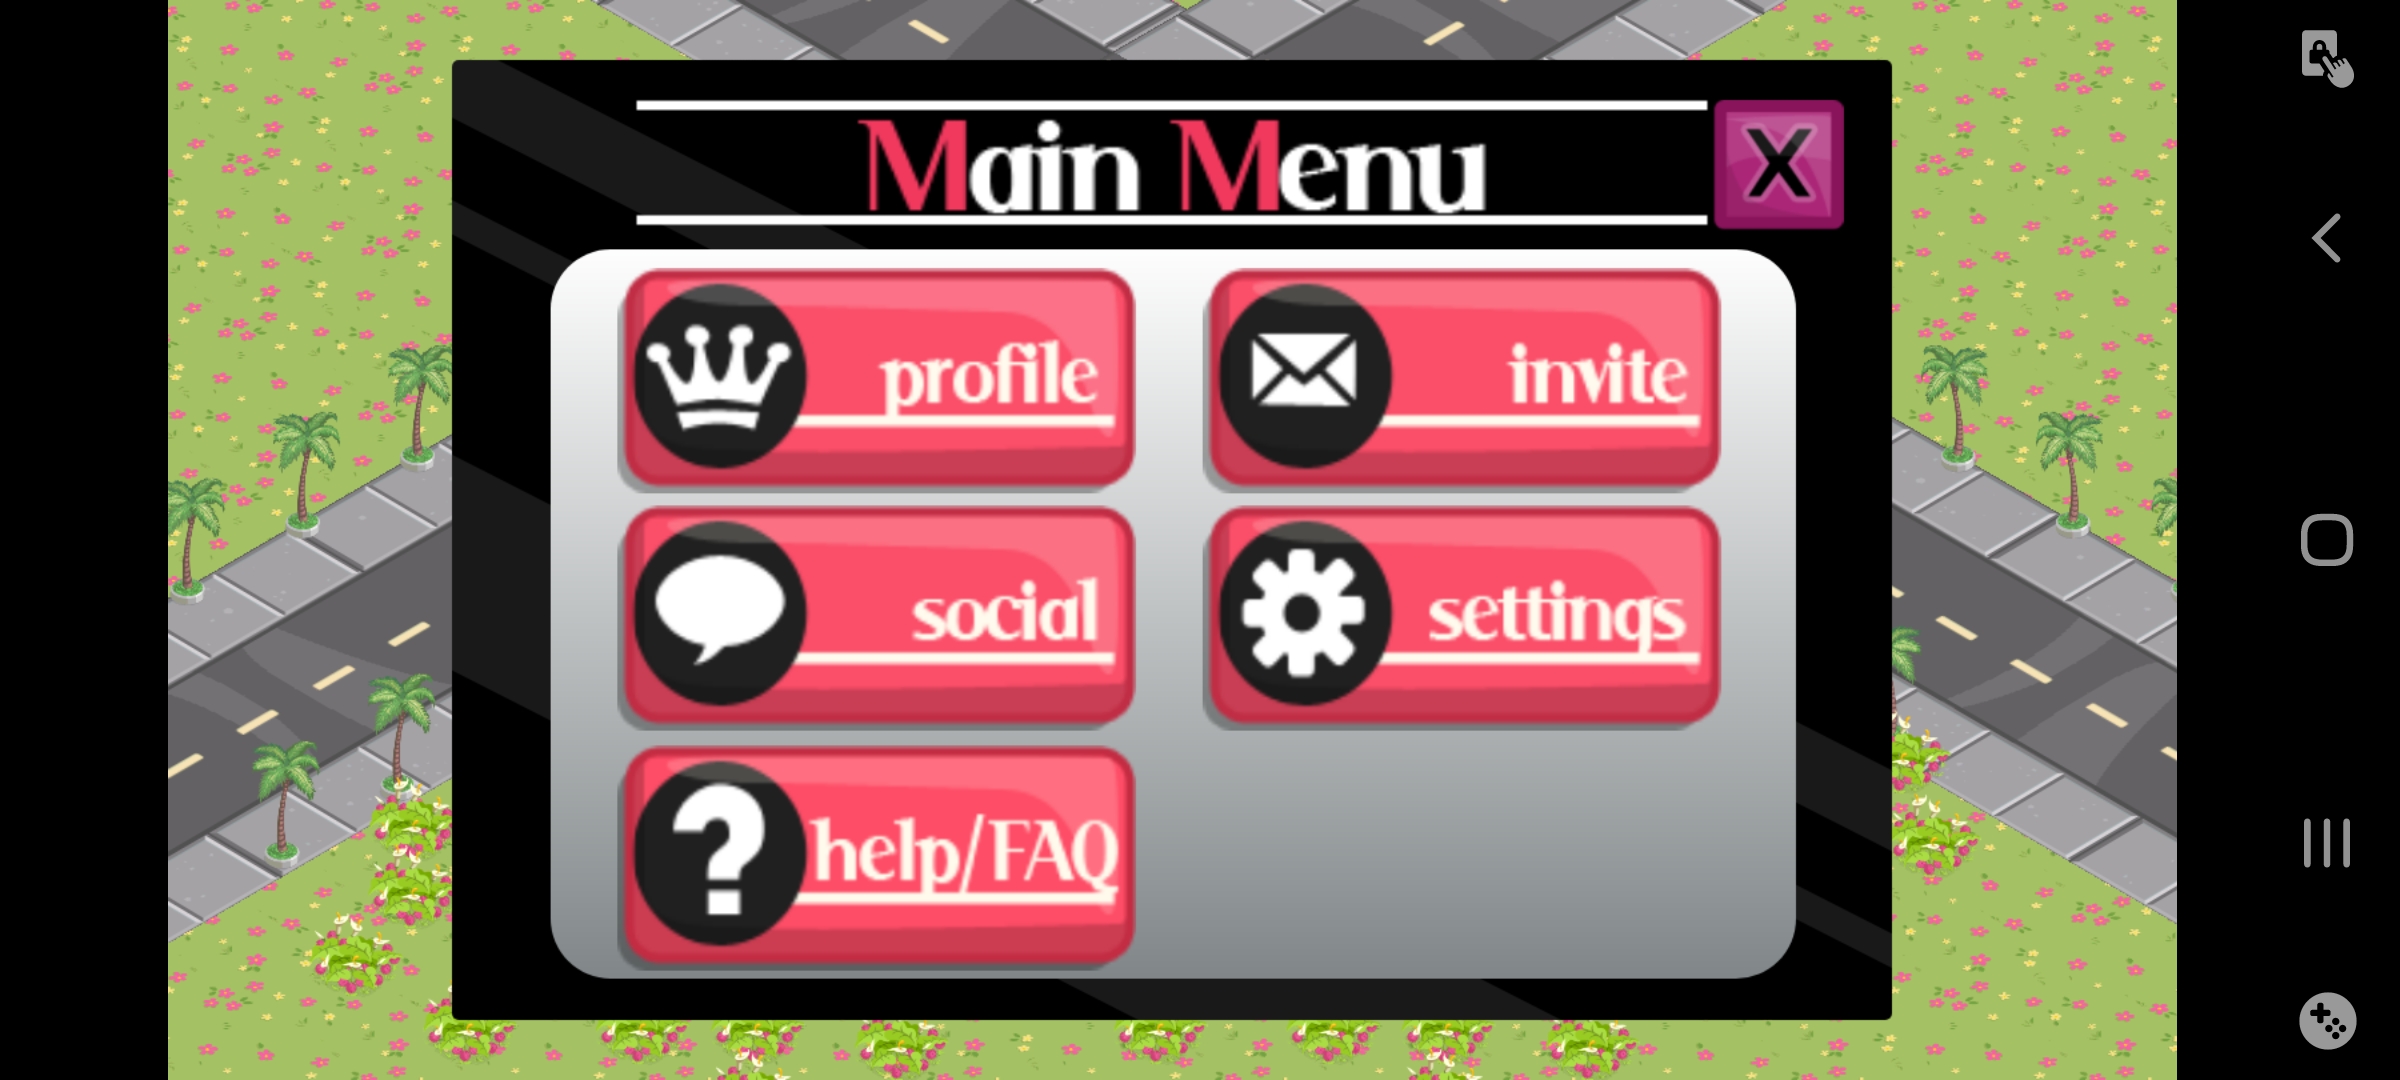 Main Menu
X
profile
invite
social
settings
help/FAQ